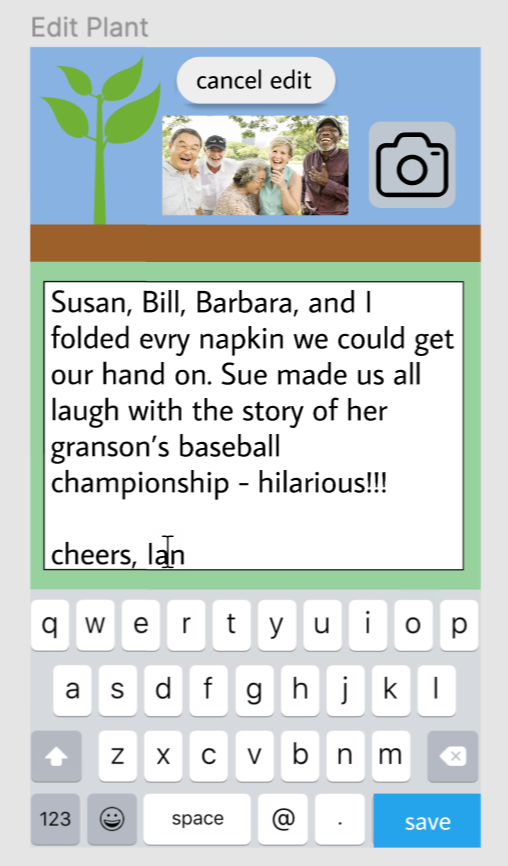 Edit Plant
cancel edit
Susan, Bill, Barbara, and I
folded evry napkin we could get
our hand on. Sue made us all
laugh with the story of her
granson's baseball
championship - hilarious!!!
cheers, Ian
q w e r t y u i o p
a s d f g h j k l
z x c v b n m
123 space @ . save